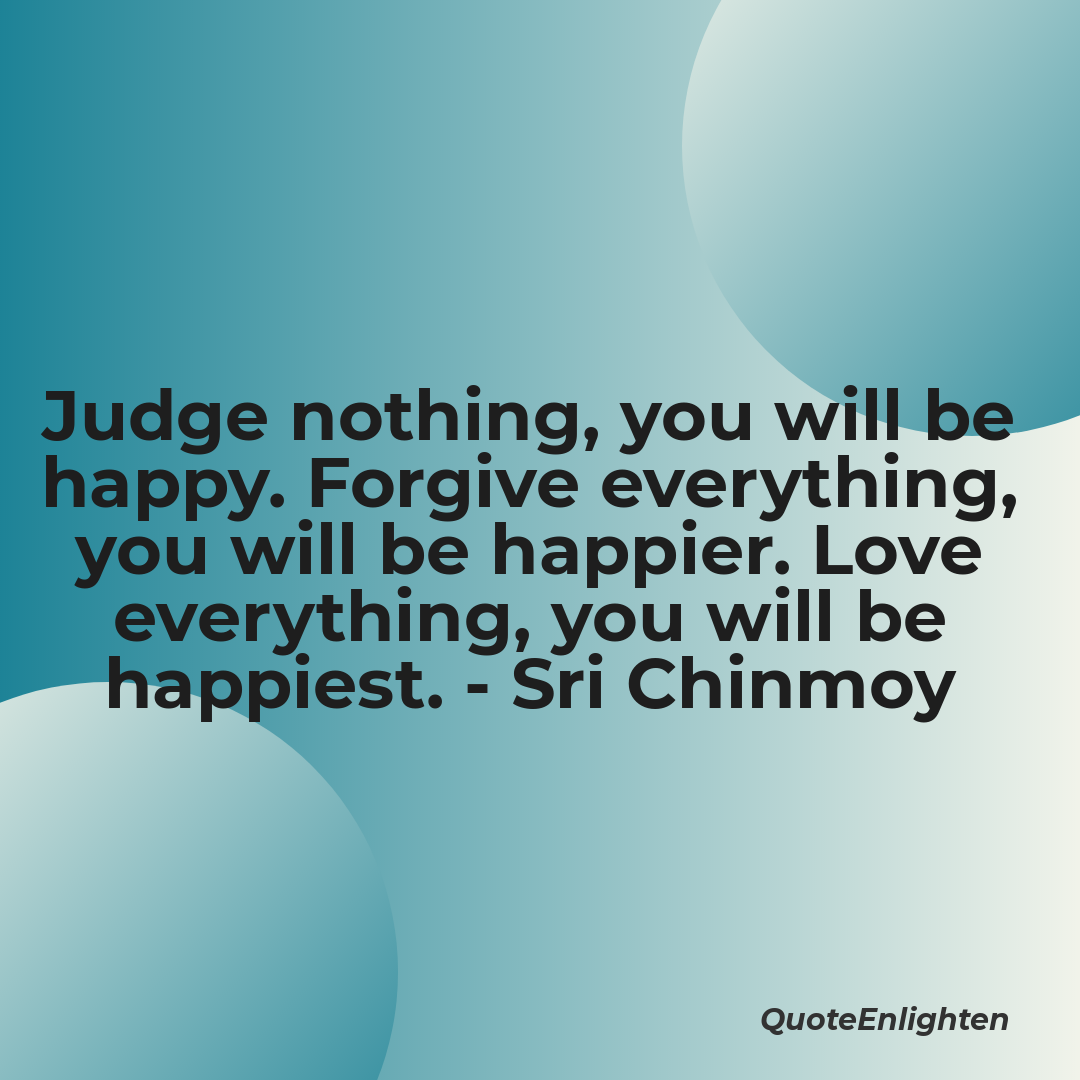 Judge nothing, you will be
happy. Forgive everything,
you will be happier. Love
everything, you will be
happiest. - Sri Chinmoy
QuoteEnlighten